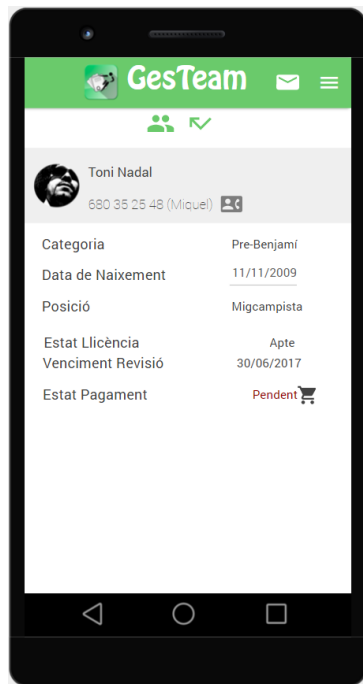 GesTeam
Toni Nadal
680 35 25 48 (Miquel)
Categoria Pre-Benjamí
Data de Naixement 11/11/2009
Posició Migcampista
Estat Llicència Apte
Venciment Revisió 30/06/2017
Estat Pagament Pendent